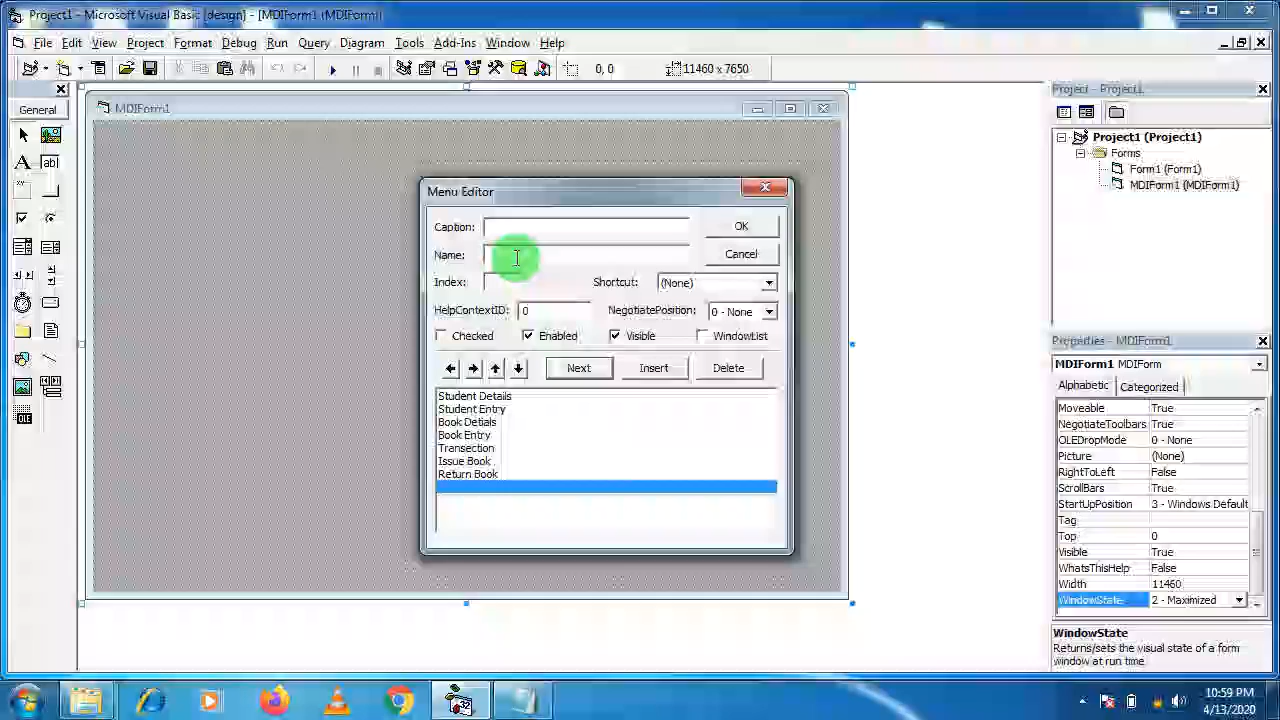 Project1 - Microsoft Visual Basic [design] - [MDIForm1 (MDIForm)]
File Edit View Project Format Debug Run Query Diagram Tools Add-Ins Window Help
0, 0 11460 x 7650
General
MDIForm1
Menu Editor
Caption:
OK
Name:
Cancel
Index:
Shortcut: (None)
HelpContextID: 0
NegotiatePosition: 0 - None
Checked Enabled Visible WindowList
Next Insert Delete
Student Details
Student Entry
Book Detials
Book Entry
Transection
Issue Book
Return Book
Project - Project1
Project1 (Project1)
Forms
Form1 (Form1)
MDIForm1 (MDIForm1)
Properties - MDIForm1
MDIForm1 MDIForm
Alphabetic Categorized
Moveable True
NegotiateToolbars True
OLEDropMode 0 - None
Picture (None)
RightToLeft False
ScrollBars True
StartUpPosition 3 - Windows Default
Tag
Top 0
Visible True
WhatsThisHelp False
Width 11460
WindowState 2 - Maximized
WindowState
Returns/sets the visual state of a form
window at run time.
10:59 PM
4/13/2020